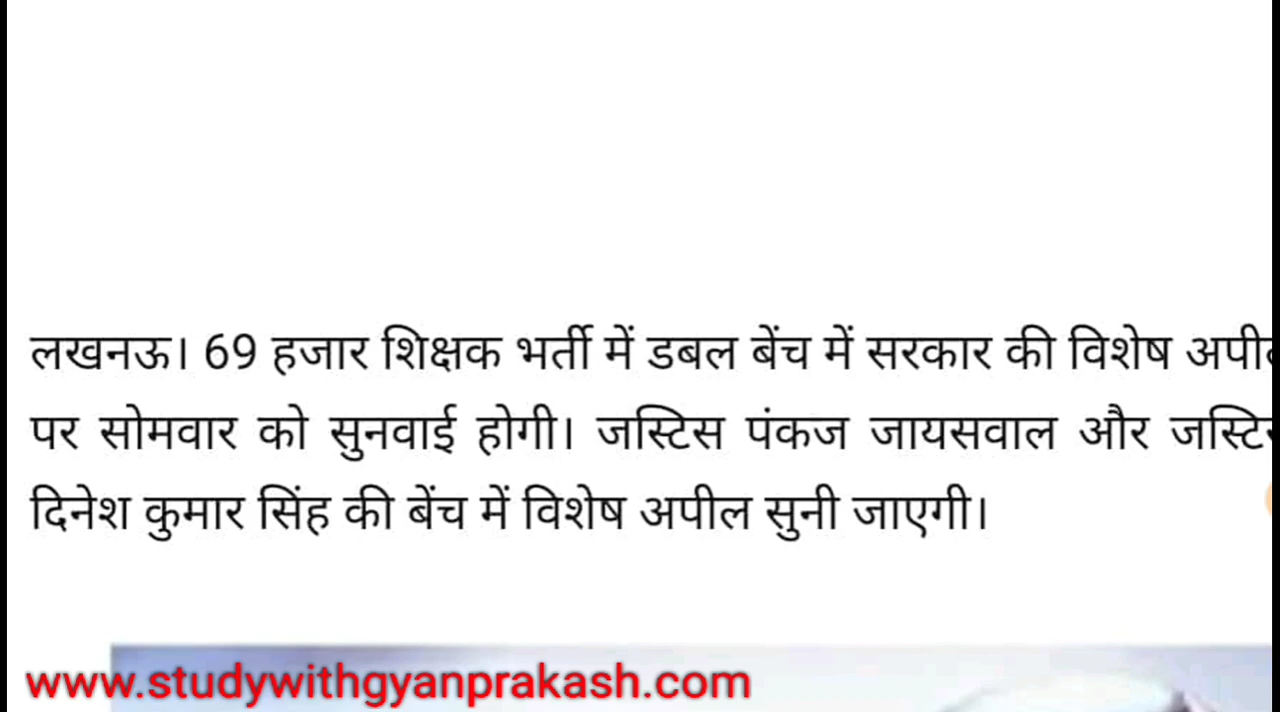 लखनऊ। 69 हजार शिक्षक भर्ती में डबल बेंच में सरकार की विशेष
पर सोमवार को सुनवाई होगी। जस्टिस पंकज जायसवाल और
दिनेश कुमार सिंह की बेंच में विशेष अपील सुनी जाएगी।
www.studywithgyanprakash.com